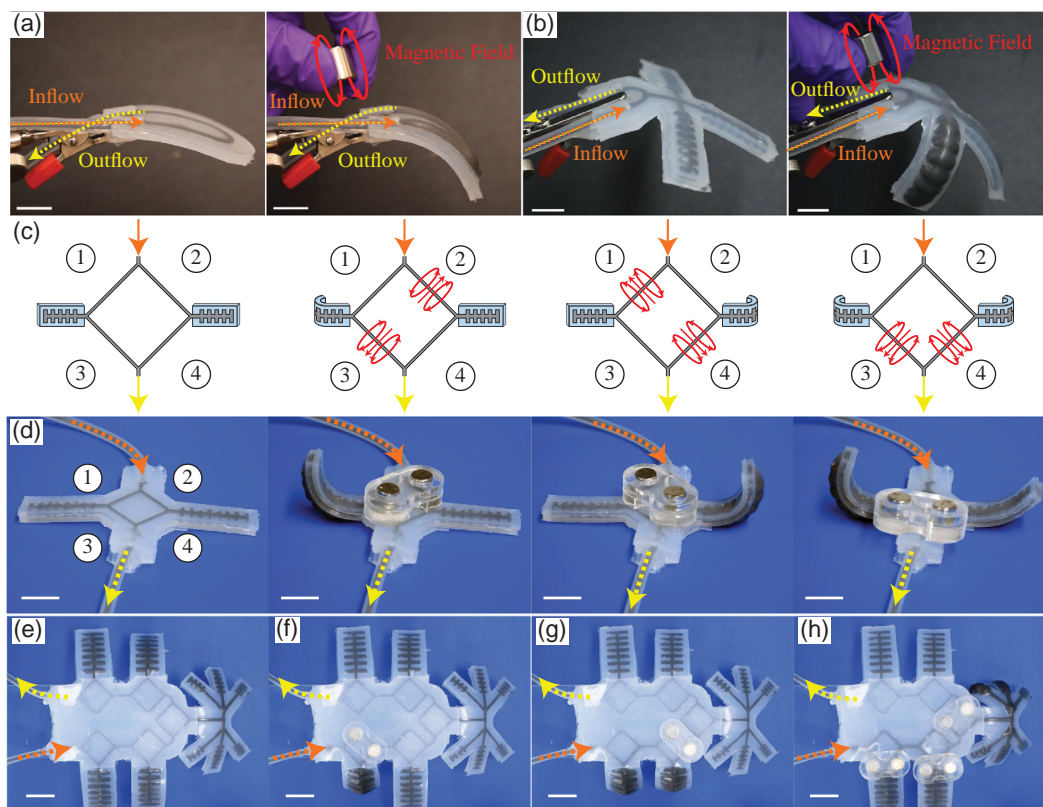 (a)
Magnetic Field
Inflow
Inflow
Outflow
Outflow
(b)
Magnetic Field
Outflow
Outflow
Inflow
Inflow
(c)
1 2
3 4
1 2
3 4
1 2
3 4
1 2
3 4
(d)
1 2
3 4
(e)
(f)
(g)
(h)